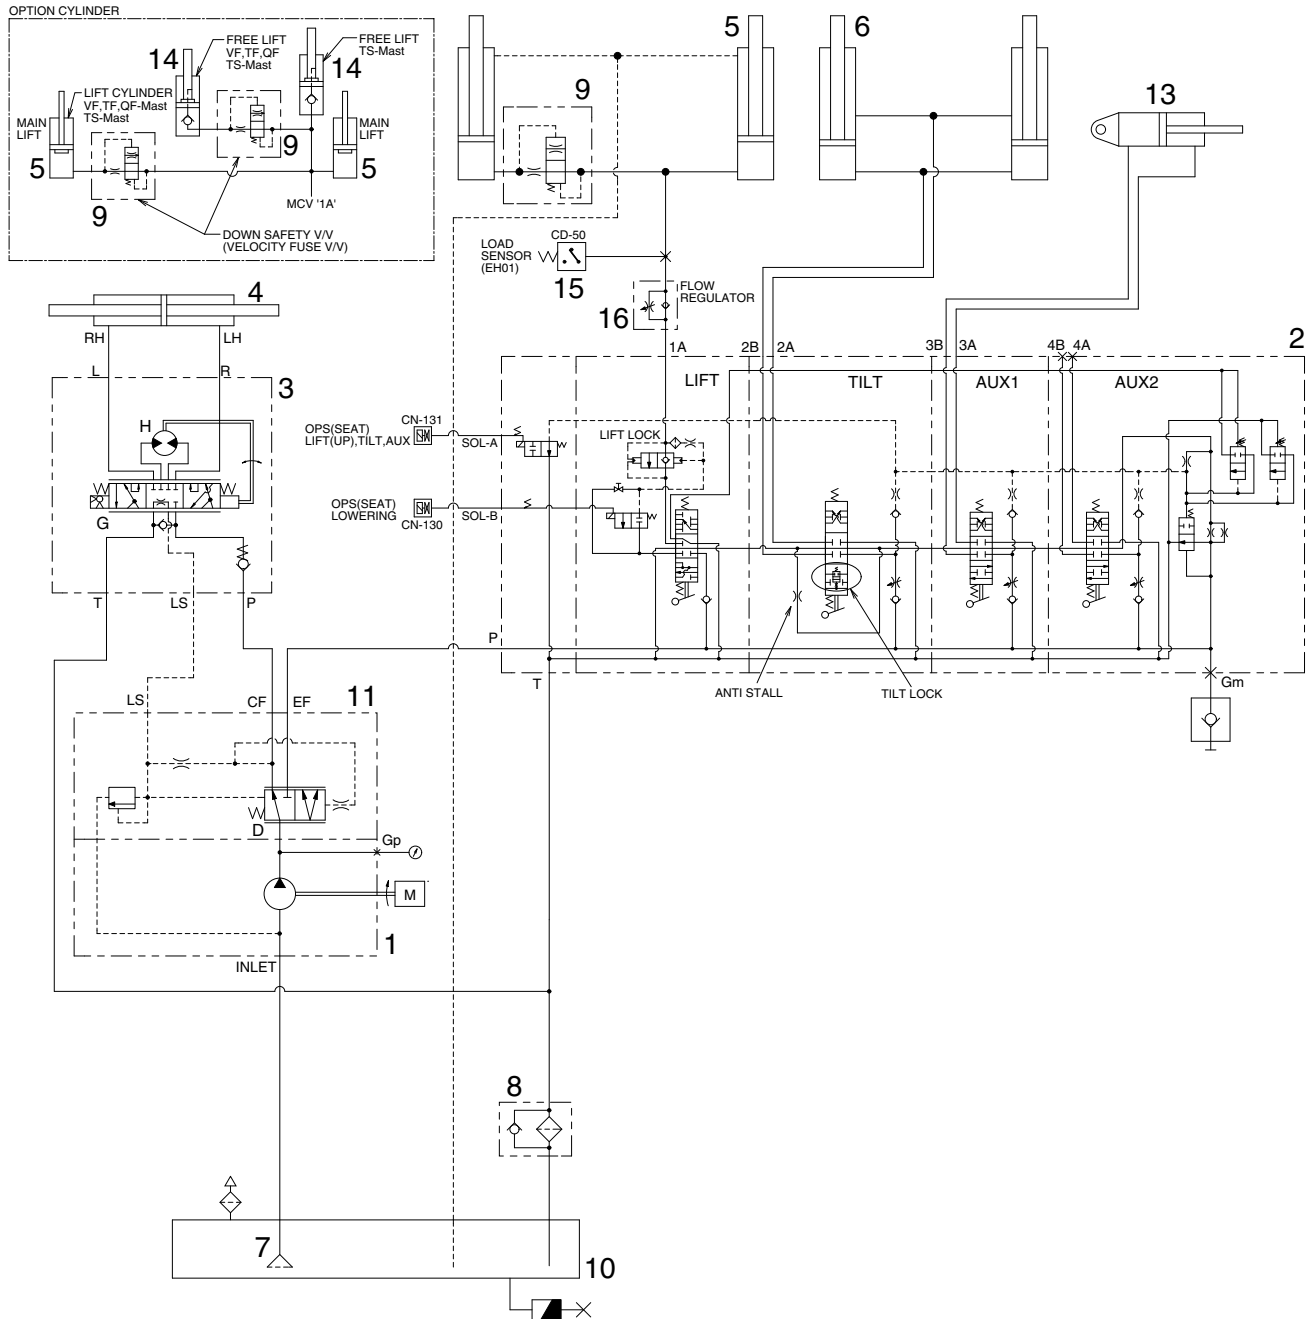 OPTION CYLINDER
14
FREE LIFT
VF,TF,QF
TS-Mast
FREE LIFT
TS-Mast
14
LIFT CYLINDER
VF,TF,QF-Mast
TS-Mast
MAIN
LIFT
5
9
9
MAIN
LIFT
5
MCV '1A'
DOWN SAFETY V/V
(VELOCITY FUSE V/V)
5
6
9
13
LOAD
SENSOR
(EH01)
CD-50
15
16
FLOW
REGULATOR
4
RH
LH
L
R
3
H
G
T
LS
P
1A
2B
2A
3B
3A
4B
4A
2
LIFT
TILT
AUX1
AUX2
OPS(SEAT)
LIFT(UP),TILT,AUX
CN-131
SOL-A
LIFT LOCK
OPS(SEAT)
LOWERING
CN-130
SOL-B
P
T
ANTI STALL
TILT LOCK
Gm
LS
CF
EF
11
D
Gp
M
1
INLET
8
7
10